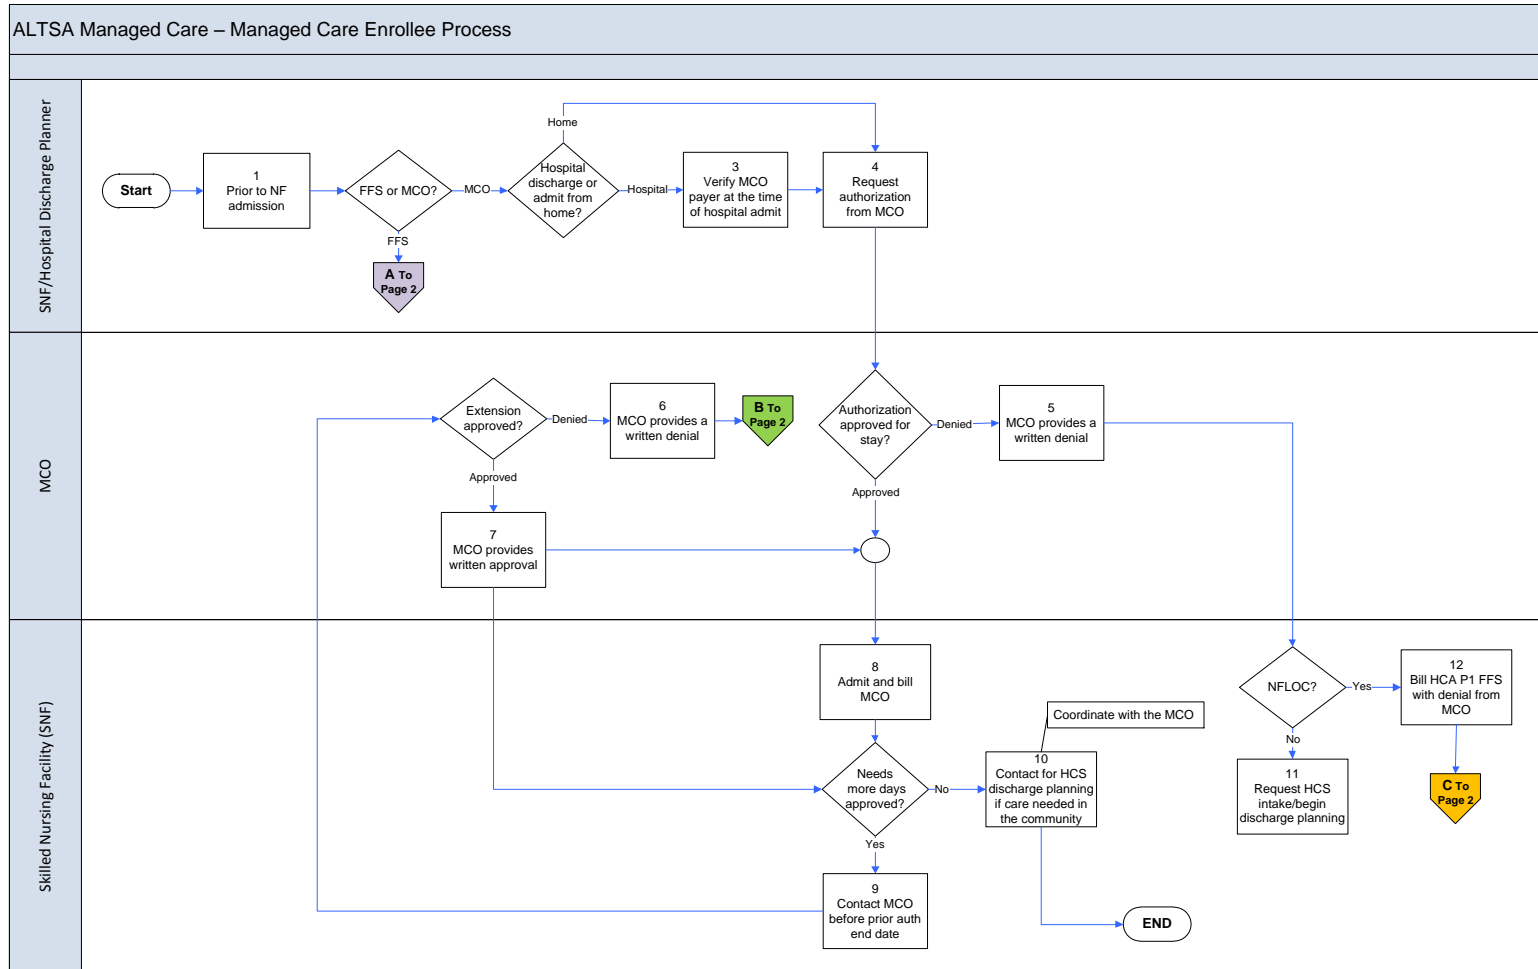 ALTSA Managed Care – Managed Care Enrollee Process
SNF/Hospital Discharge Planner
Start
1
Prior to NF
admission
FFS or MCO?
MCO
FFS
A To
Page 2
Hospital
discharge or
admit from
home?
Home
Hospital
3
Verify MCO
payer at the time
of hospital admit
4
Request
authorization
from MCO
MCO
Extension
approved?
Denied
6
MCO provides a
written denial
B To
Page 2
Approved
7
MCO provides
written approval
Authorization
approved for
stay?
Denied
5
MCO provides a
written denial
Approved
Skilled Nursing Facility (SNF)
8
Admit and bill
MCO
Needs
more days
approved?
No
Yes
9
Contact MCO
before prior auth
end date
Coordinate with the MCO
10
Contact for HCS
discharge planning
if care needed in
the community
END
NFLOC?
Yes
No
11
Request HCS
intake/begin
discharge planning
12
Bill HCA P1 FFS
with denial from
MCO
C To
Page 2